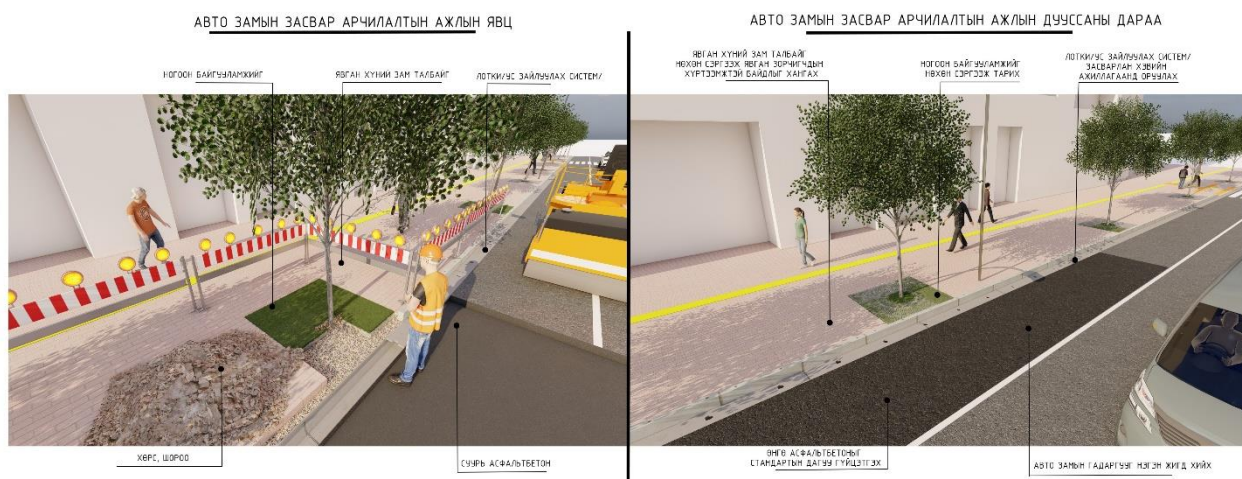 АВТО ЗАМЫН ЗАСВАР АРЧИЛАЛТЫН АЖЛЫН ЯВЦ
НОГООН БАЙГУУЛАМЖИЙГ
ЯВГАН ХҮНИЙ ЗАМ ТАЛБАЙГ
ЛОТКИ/УС ЗАЙЛУУЛАХ СИСТЕМ/
ХӨРС, ШОРОО
СУУРЬ АСФАЛЬТБЕТОН
АВТО ЗАМЫН ЗАСВАР АРЧИЛАЛТЫН АЖЛЫН ДУУССАНЫ ДАРАА
ЯВГАН ХҮНИЙ ЗАМ ТАЛБАЙГ
НӨХӨН СЭРГЭЭХ ЯВГАН ЗОРЧИГЧДЫН
ХҮРТЭЭМЖТЭЙ БАЙДЛЫГ ХАНГАХ
НОГООН БАЙГУУЛАМЖИЙГ
НӨХӨН СЭРГЭЭЖ ТАРИХ
ЛОТКИ/УС ЗАЙЛУУЛАХ СИСТЕМ/
ЗАСВАРЛАН ХЭВИЙН
АЖИЛЛАГААНД ОРУУЛАХ
ӨНГӨ АСФАЛЬТБЕТОНЫГ
СТАНДАРТЫН ДАГУУ ГҮЙЦЭТГЭХ
АВТО ЗАМЫН ГАДАРГУУГ НЭГЭН ЖИГД ХИЙХ